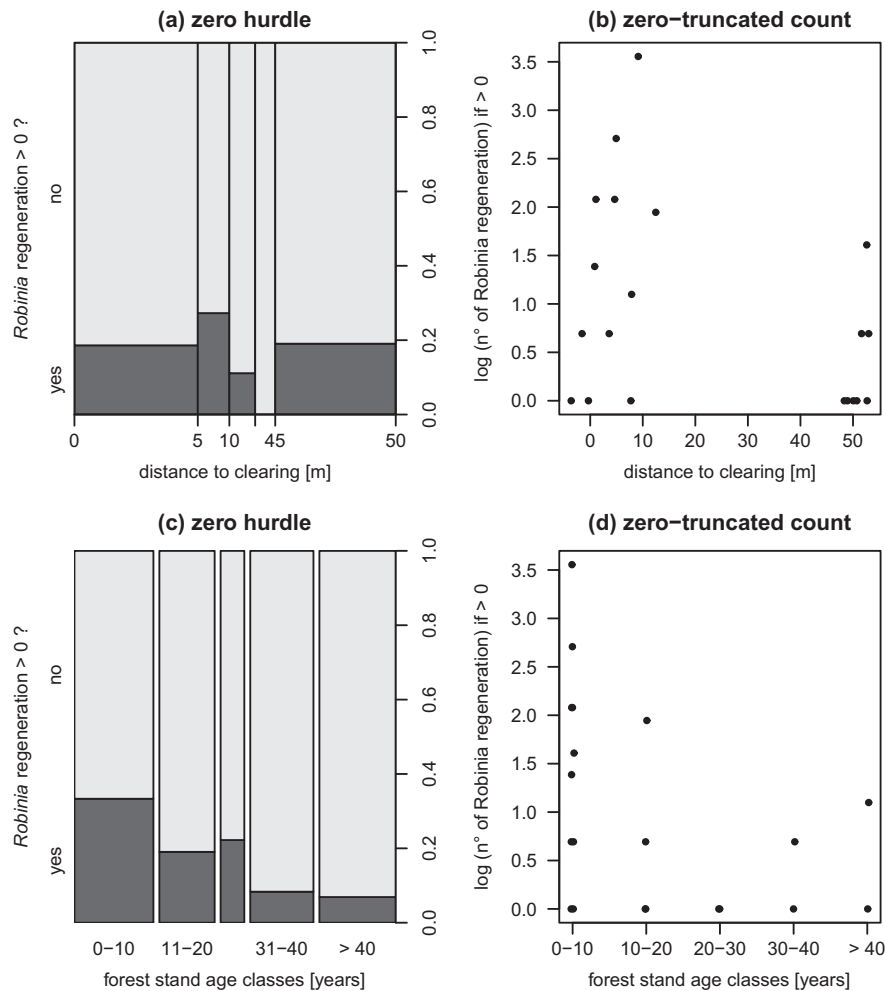 (a) zero hurdle
Robinia regeneration > 0 ?
no
yes
0.0 0.2 0.4 0.6 0.8 1.0
0 5 10 45 50
distance to clearing [m]
(b) zero−truncated count
log (n° of Robinia regeneration) if > 0
3.5
3.0
2.5
2.0
1.5
1.0
0.5
0.0
0 10 20 30 40 50
distance to clearing [m]
(c) zero hurdle
Robinia regeneration > 0 ?
no
yes
0.0 0.2 0.4 0.6 0.8 1.0
0−10 11−20 31−40 > 40
forest stand age classes [years]
(d) zero−truncated count
log (n° of Robinia regeneration) if > 0
3.5
3.0
2.5
2.0
1.5
1.0
0.5
0.0
0−10 10−20 20−30 30−40 > 40
forest stand age classes [years]